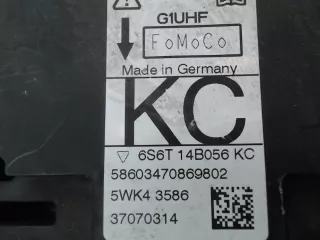 G1UHF
FoMoCo
Made in Germany
KC
6S6T 14B056 KC
58603470869802
5WK4 3586
37070314